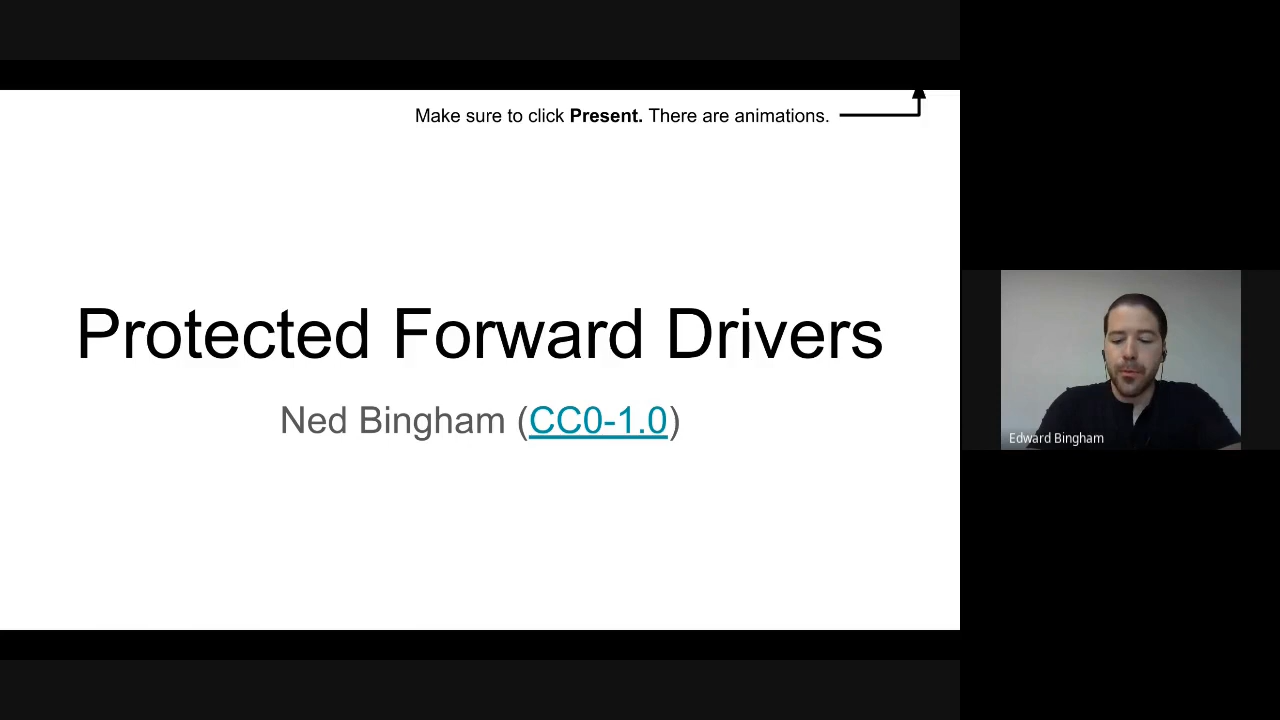 Make sure to click Present. There are animations.
Protected Forward Drivers
Ned Bingham (CC0-1.0)
Edward Bingham